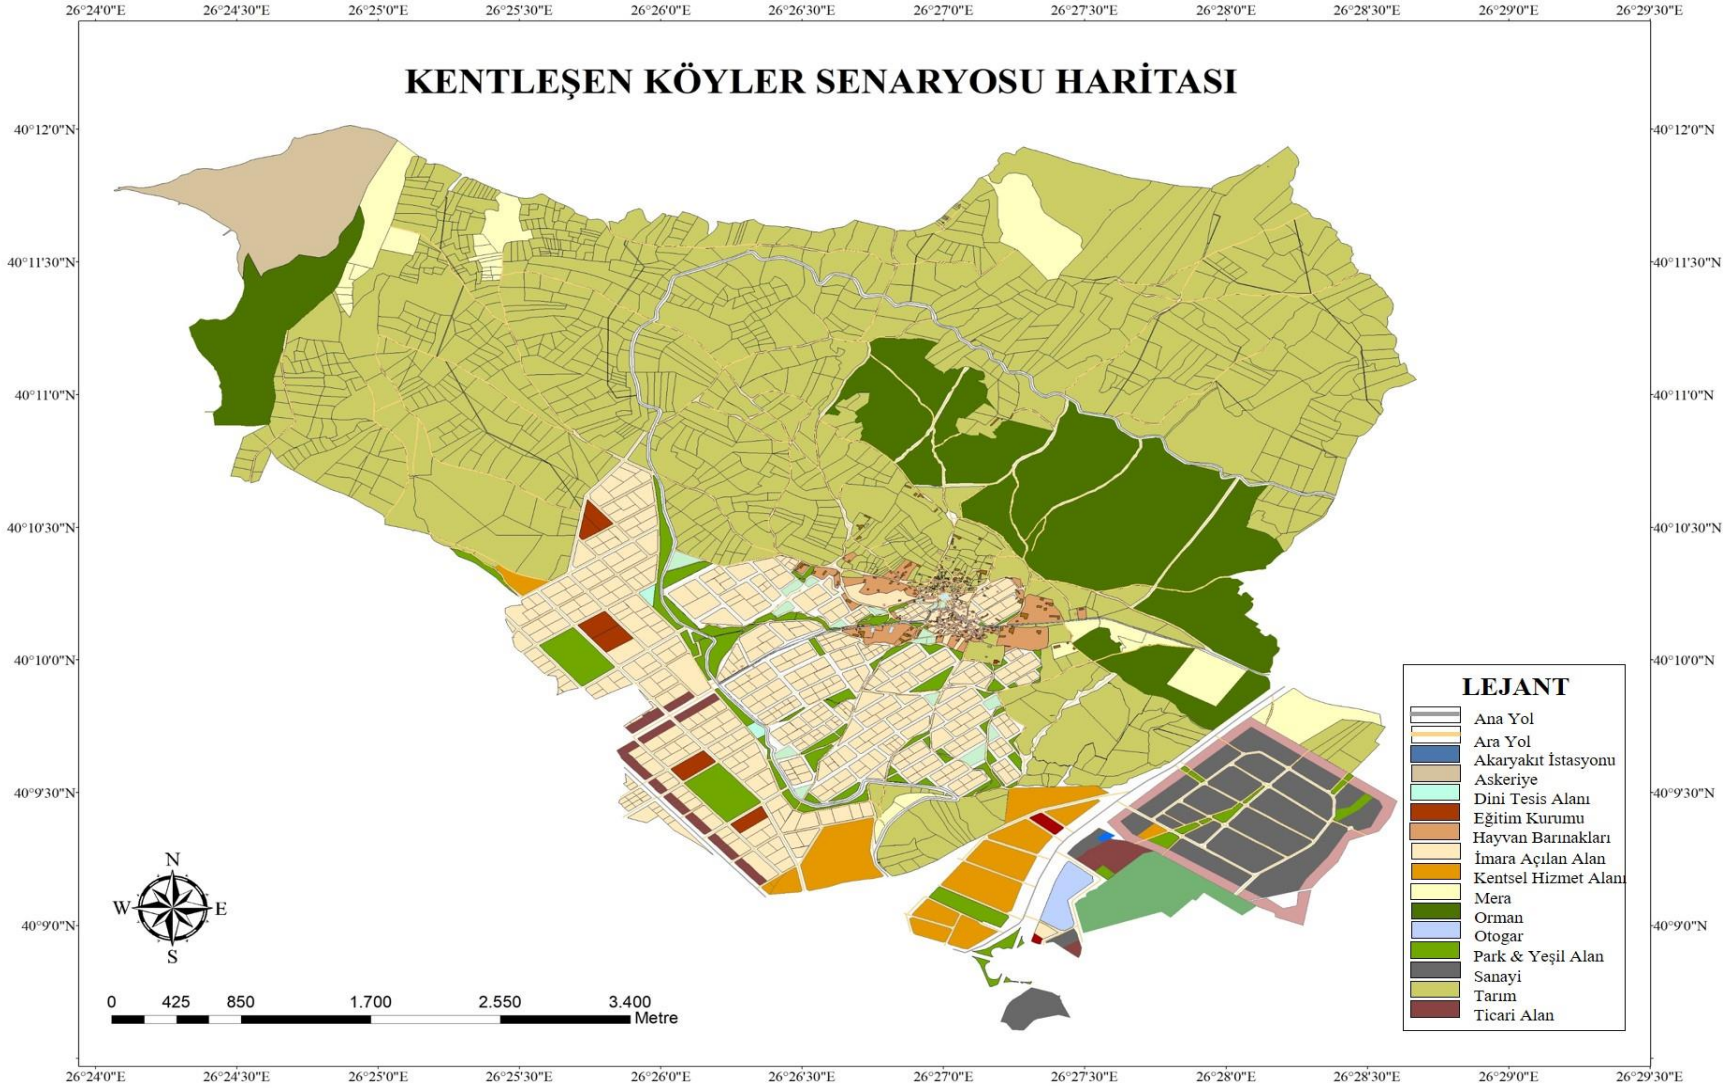 26°24'0"E 26°24'30"E 26°25'0"E 26°25'30"E 26°26'0"E 26°26'30"E 26°27'0"E 26°27'30"E 26°28'0"E 26°28'30"E 26°29'0"E 26°29'30"E
KENTLEŞEN KÖYLER SENARYOSU HARİTASI
40°12'0"N 40°12'0"N
40°11'30"N 40°11'30"N
40°11'0"N 40°11'0"N
40°10'30"N 40°10'30"N
40°10'0"N 40°10'0"N
40°9'30"N 40°9'30"N
40°9'0"N 40°9'0"N
LEJANT
Ana Yol
Ara Yol
Akaryakıt İstasyonu
Askeriye
Dini Tesis Alanı
Eğitim Kurumu
Hayvan Barınakları
İmara Açılan Alan
Kentsel Hizmet Alanı
Mera
Orman
Otogar
Park & Yeşil Alan
Sanayi
Tarım
Ticari Alan
N
W E
S
0 425 850 1.700 2.550 3.400
Metre
26°24'0"E 26°24'30"E 26°25'0"E 26°25'30"E 26°26'0"E 26°26'30"E 26°27'0"E 26°27'30"E 26°28'0"E 26°28'30"E 26°29'0"E 26°29'30"E